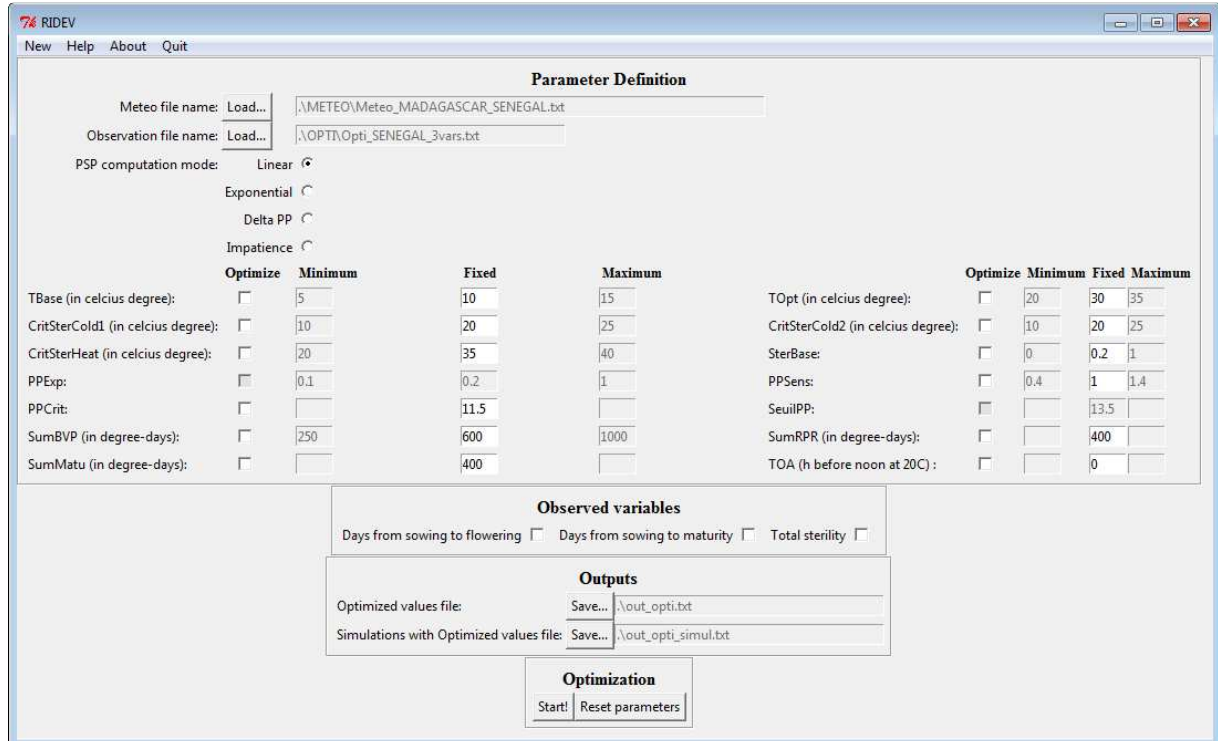 RIDEV
New Help About Quit
Parameter Definition
Meteo file name: Load... .\METEO\Meteo_MADAGASCAR_SENEGAL.txt
Observation file name: Load... .\OPTI\Opti_SENEGAL_3vars.txt
PSP computation mode: Linear
Exponential
Delta PP
Impatience
Optimize Minimum Fixed Maximum Optimize Minimum Fixed Maximum
TBase (in celcius degree): 5 10 15 TOpt (in celcius degree): 20 30 35
CritSterCold1 (in celcius degree): 10 20 25 CritSterCold2 (in celcius degree): 10 20 25
CritSterHeat (in celcius degree): 20 35 40 SterBase: 0 0.2 1
PPExp: 0.1 0.2 1 PPSens: 0.4 1 1.4
PPCrit: 11.5 SeuilPP: 13.5
SumBVP (in degree-days): 250 600 1000 SumRPR (in degree-days): 400
SumMatu (in degree-days): 400 TOA (h before noon at 20C) : 0
Observed variables
Days from sowing to flowering Days from sowing to maturity Total sterility
Outputs
Optimized values file: Save... .\out_opti.txt
Simulations with Optimized values file: Save... .\out_opti_simul.txt
Optimization
Start! Reset parameters